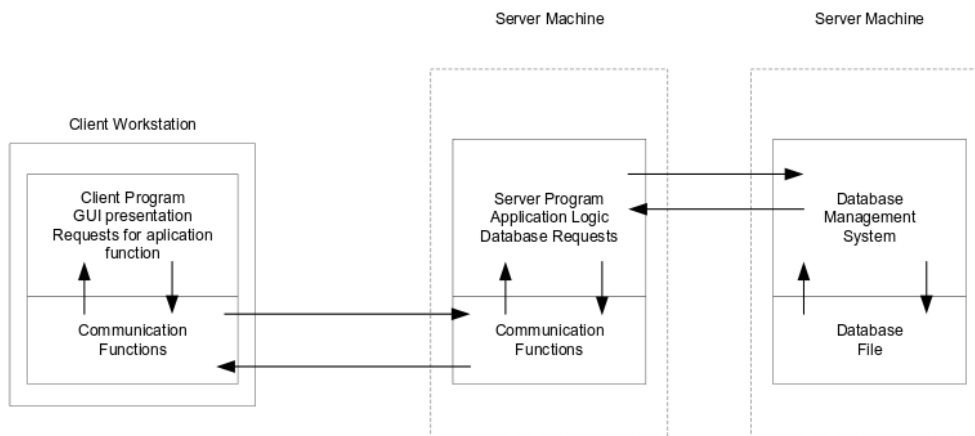 Server Machine
Server Machine
Client Workstation
Client Program
GUI presentation
Requests for aplication
function
Communication
Functions
Server Program
Application Logic
Database Requests
Communication
Functions
Database
Management
System
Database
File